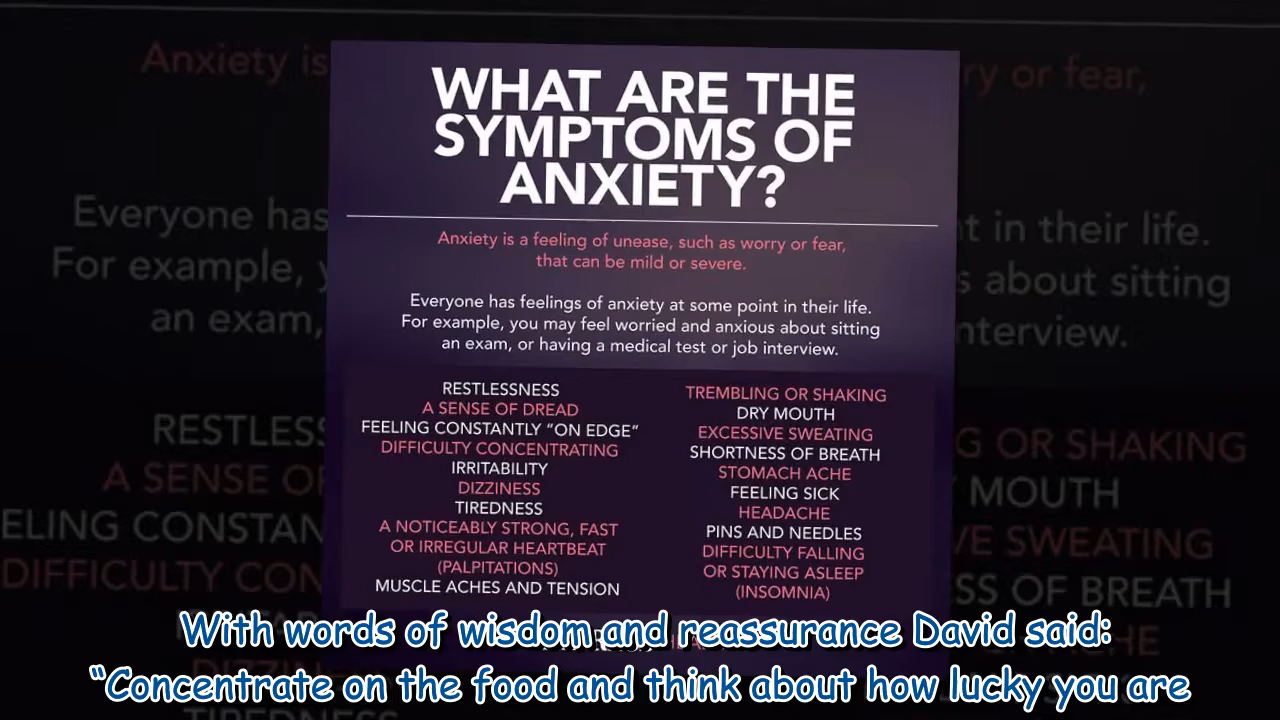 WHAT ARE THE
SYMPTOMS OF
ANXIETY?
Anxiety is a feeling of unease, such as worry or fear,
that can be mild or severe.
Everyone has feelings of anxiety at some point in their life.
For example, you may feel worried and anxious about sitting
an exam, or having a medical test or job interview.
RESTLESSNESS
A SENSE OF DREAD
FEELING CONSTANTLY “ON EDGE”
DIFFICULTY CONCENTRATING
IRRITABILITY
DIZZINESS
TIREDNESS
A NOTICEABLY STRONG, FAST
OR IRREGULAR HEARTBEAT
(PALPITATIONS)
MUSCLE ACHES AND TENSION
TREMBLING OR SHAKING
DRY MOUTH
EXCESSIVE SWEATING
SHORTNESS OF BREATH
STOMACH ACHE
FEELING SICK
HEADACHE
PINS AND NEEDLES
DIFFICULTY FALLING
OR STAYING ASLEEP
(INSOMNIA)
With words of wisdom and reassurance David said:
“Concentrate on the food and think about how lucky you are